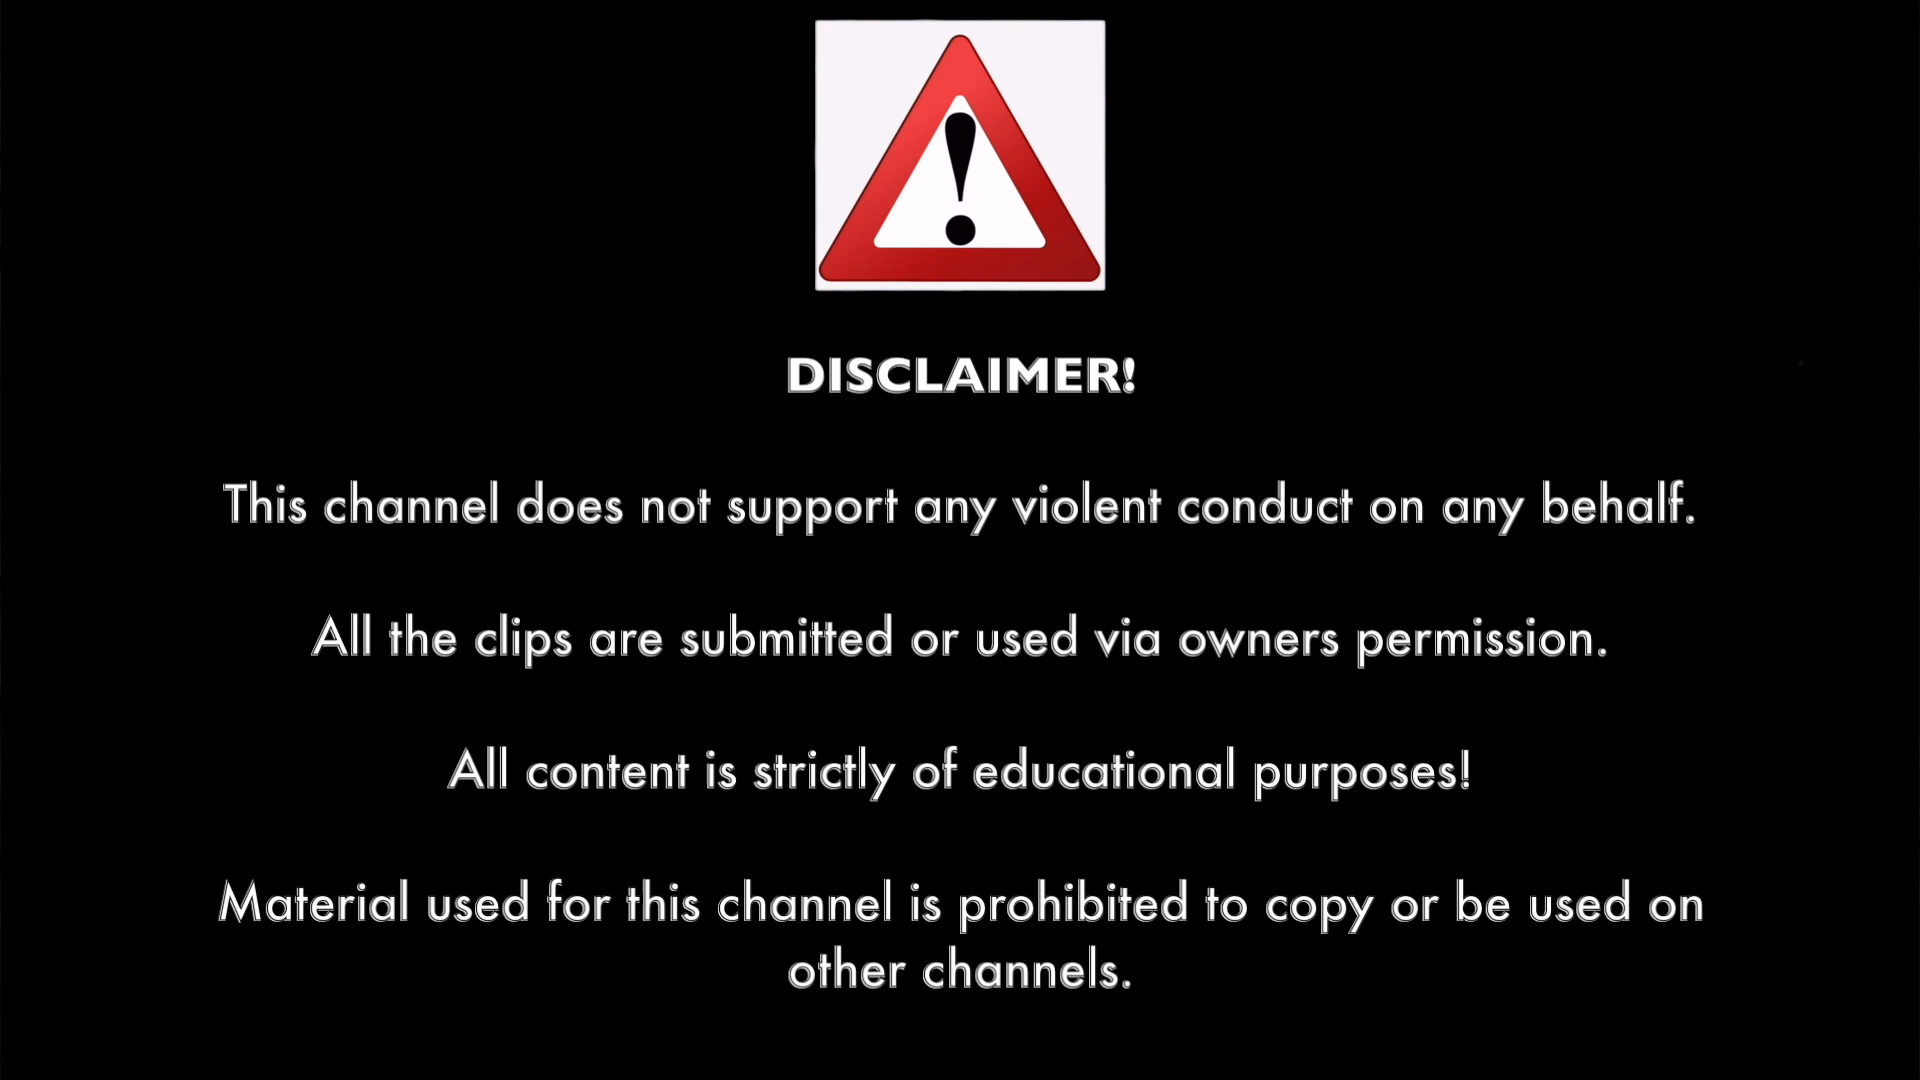 DISCLAIMER!
This channel does not support any violent conduct on any behalf.
All the clips are submitted or used via owners permission.
All content is strictly of educational purposes!
Material used for this channel is prohibited to copy or be used on
other channels.